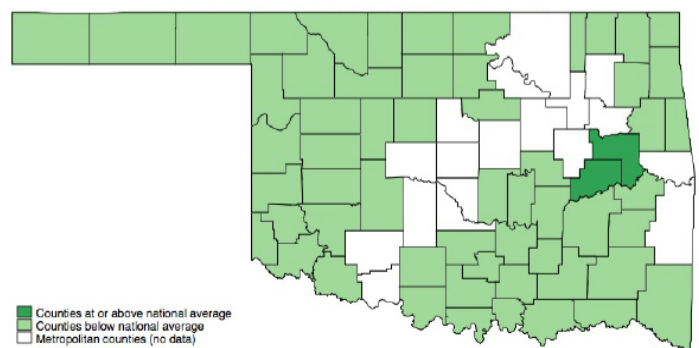 Counties at or above national average
Counties below national average
Metropolitan counties (no data)